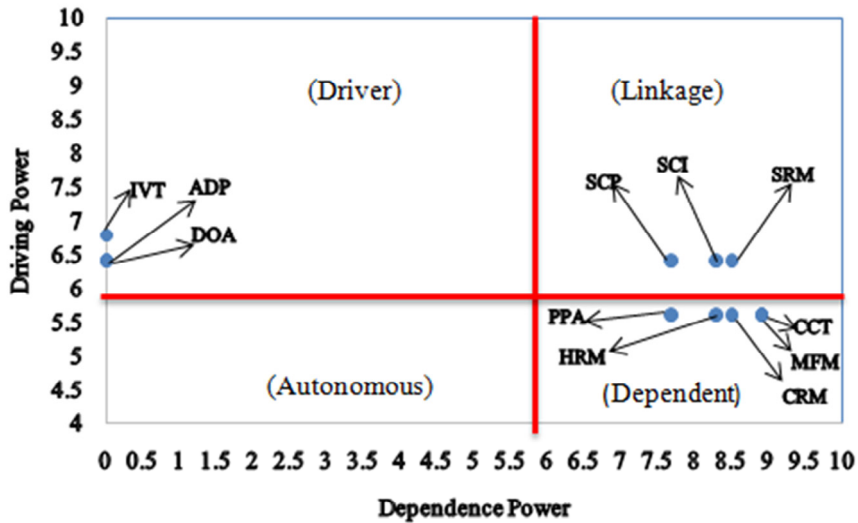 10
9.5
9
8.5
8
7.5
7
6.5
6
5.5
5
4.5
4
Driving Power
(Driver)
(Linkage)
IVT
ADP
DOA
SCP
SCI
SRM
PPA
HRM
CCT
MFM
CRM
(Autonomous)
(Dependent)
0 0.5 1 1.5 2 2.5 3 3.5 4 4.5 5 5.5 6 6.5 7 7.5 8 8.5 9 9.5 10
Dependence Power